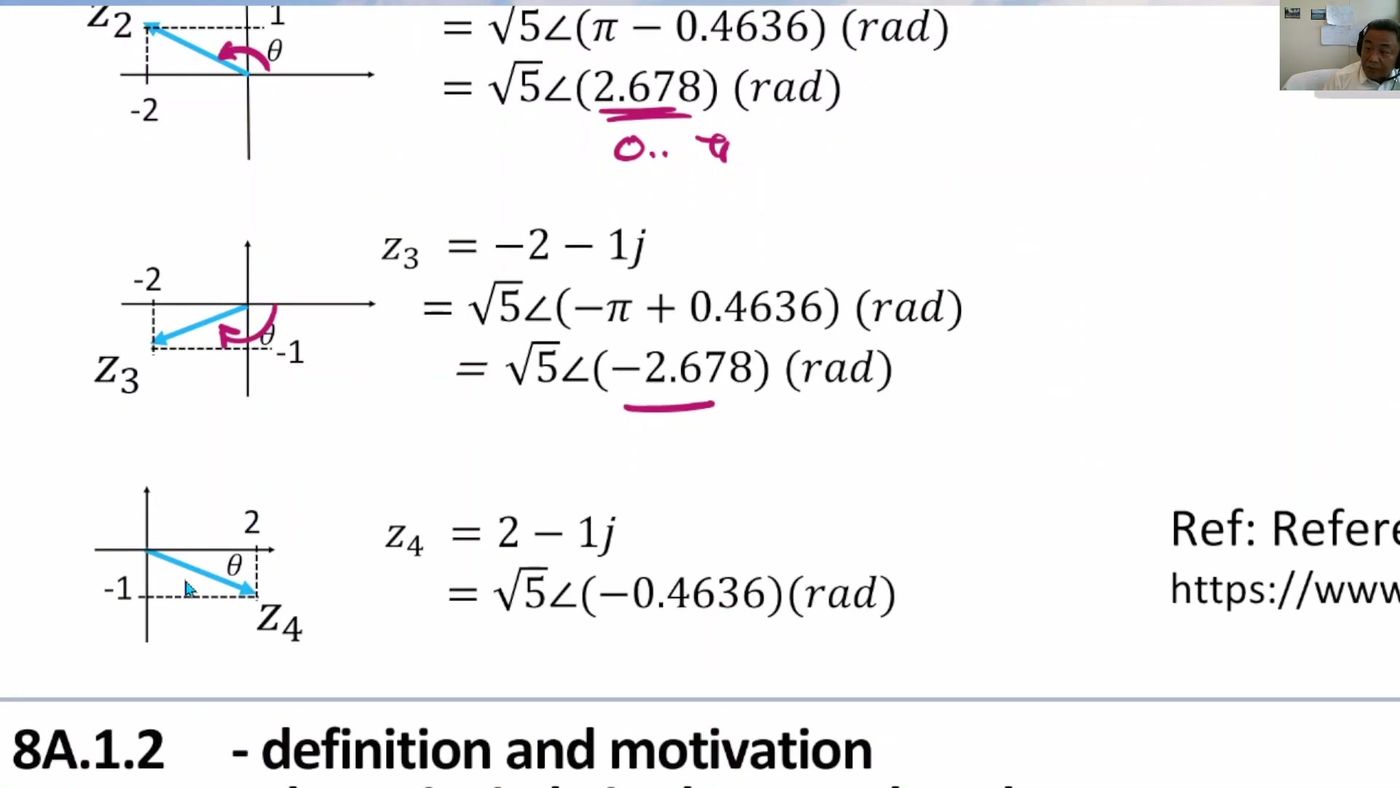 z2
1
θ
-2
= √5∠(π − 0.4636) (rad)
= √5∠(2.678) (rad)
-2
θ
-1
z3
z3 = −2 − 1j
= √5∠(−π + 0.4636) (rad)
= √5∠(−2.678) (rad)
2
θ
-1
z4
z4 = 2 − 1j
= √5∠(−0.4636)(rad)
Ref: Refere
https://www
8A.1.2 - definition and motivation